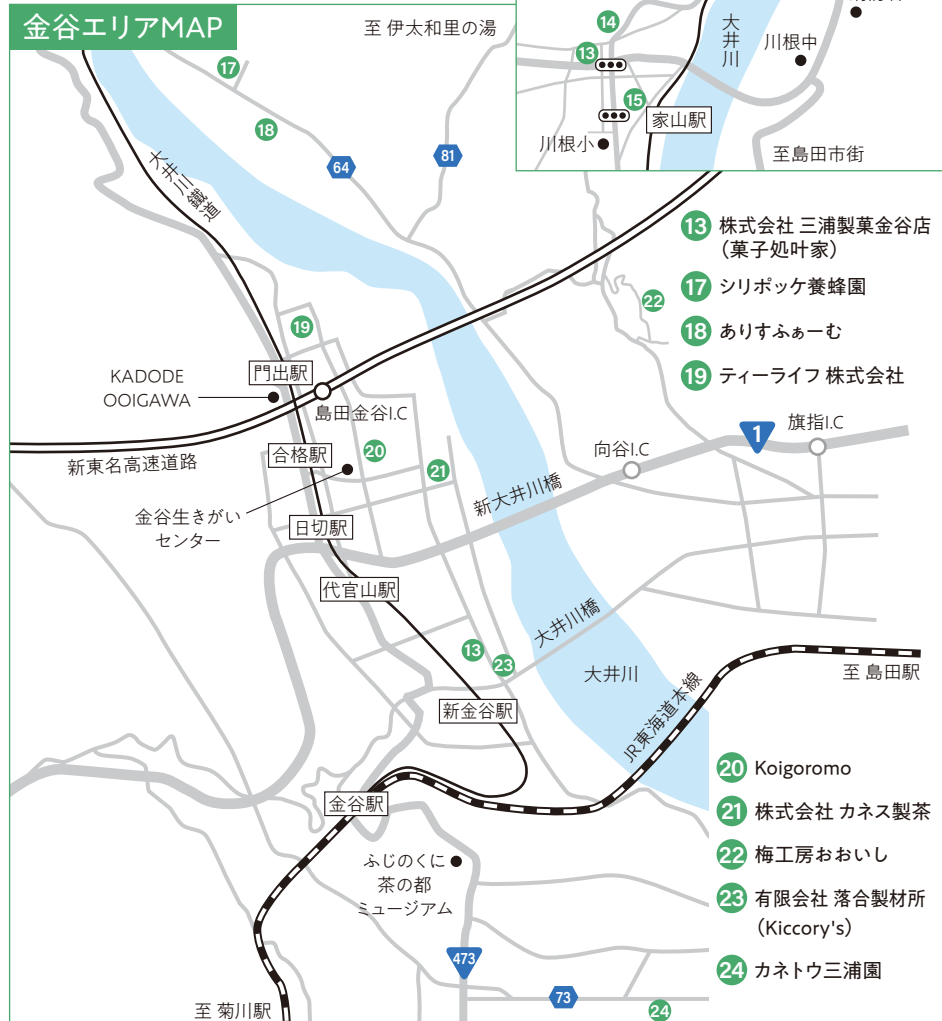 金谷エリアMAP
至 伊太和里の湯
14
13
15
大井川
川根中
家山駅
川根小
至島田市街
17
18
64
81
大井川鐵道
22
19
門出駅
KADODE
OOIGAWA
島田金谷I.C
新東名高速道路
合格駅
20
21
金谷生きがい
センター
日切駅
代官山駅
新大井川橋
向谷I.C
1
旗指I.C
13
23
大井川橋
大井川
新金谷駅
JR東海道本線
至 島田駅
金谷駅
ふじのくに
茶の都
ミュージアム
473
73
24
至 菊川駅
13 株式会社 三浦製菓金谷店
(菓子処叶家)
17 シリポッケ養蜂園
18 ありすふぁーむ
19 ティーライフ 株式会社
20 Koigoromo
21 株式会社 カネス製茶
22 梅工房おおいし
23 有限会社 落合製材所
(Kiccory's)
24 カネトウ三浦園